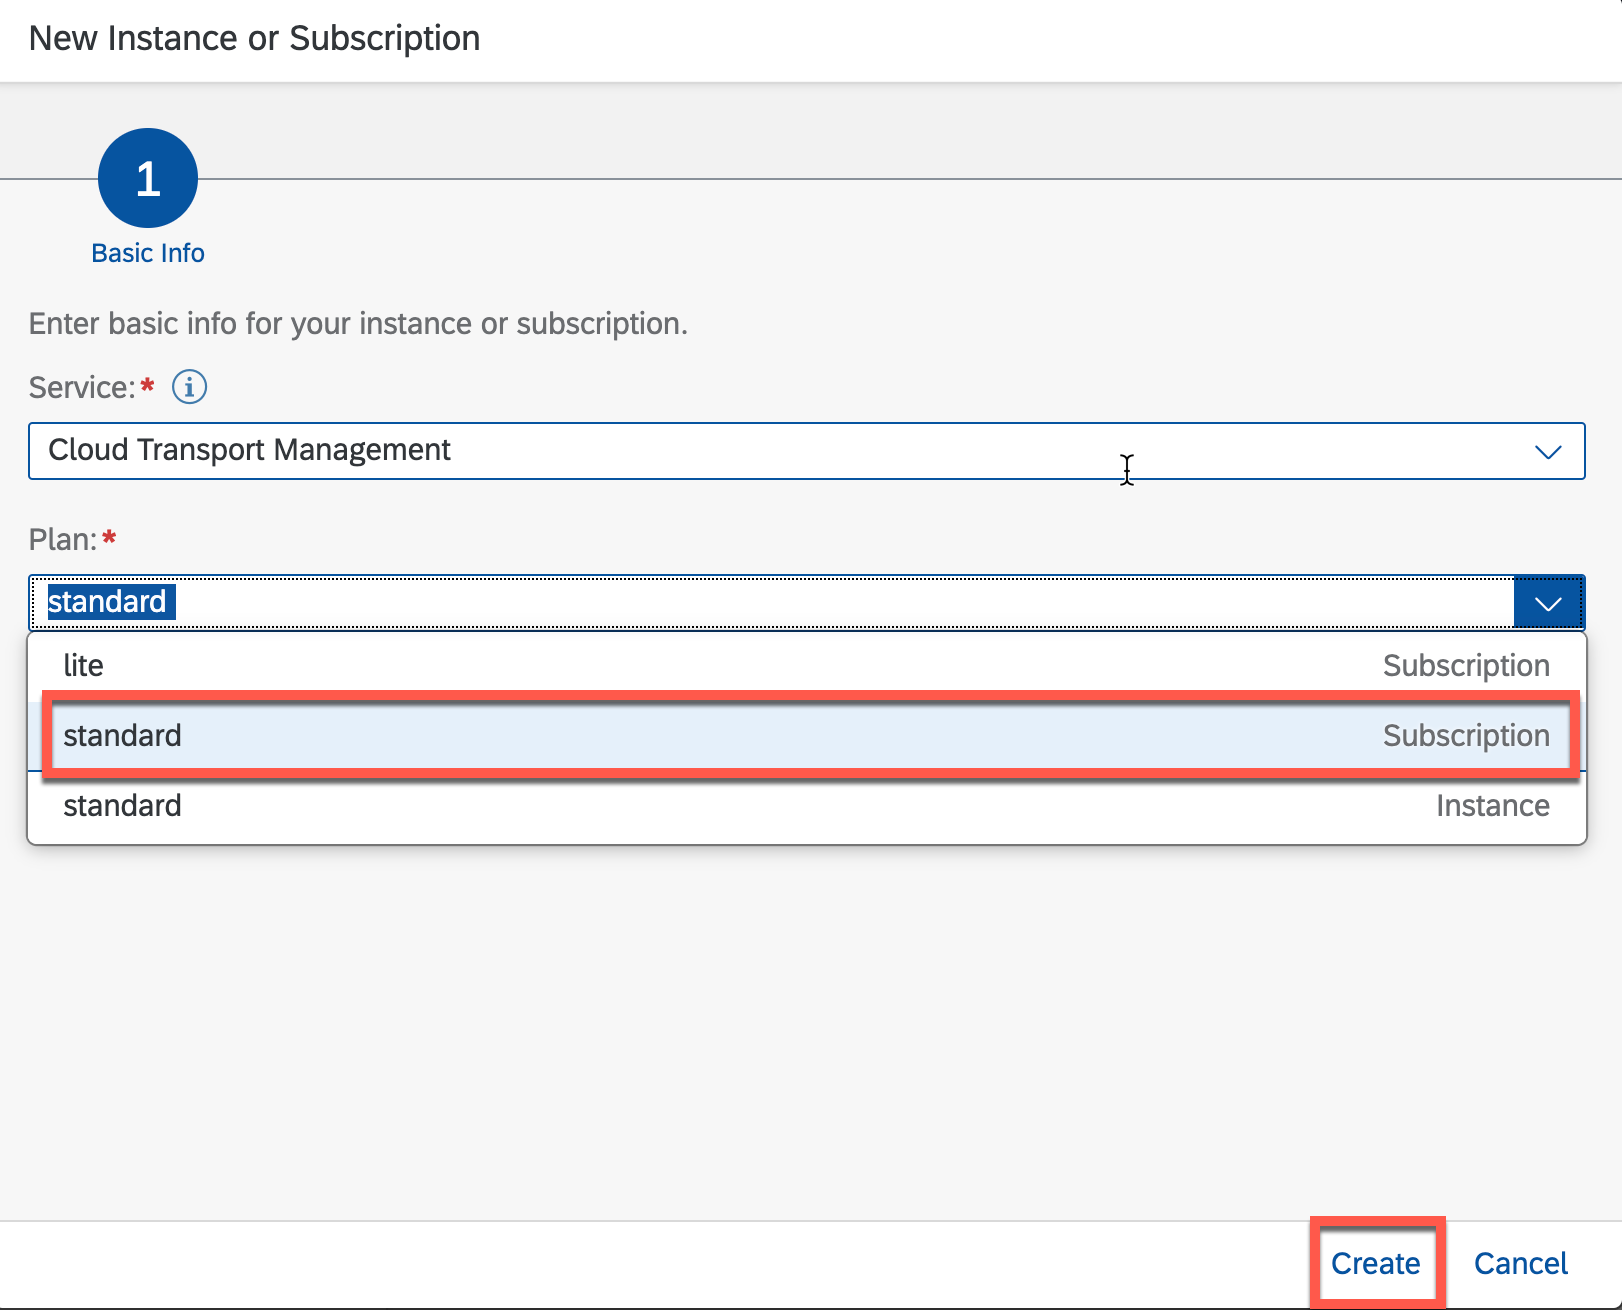 New Instance or Subscription
1
Basic Info
Enter basic info for your instance or subscription.
Service:*
Cloud Transport Management
Plan:*
standard
lite Subscription
standard Subscription
standard Instance
Create Cancel